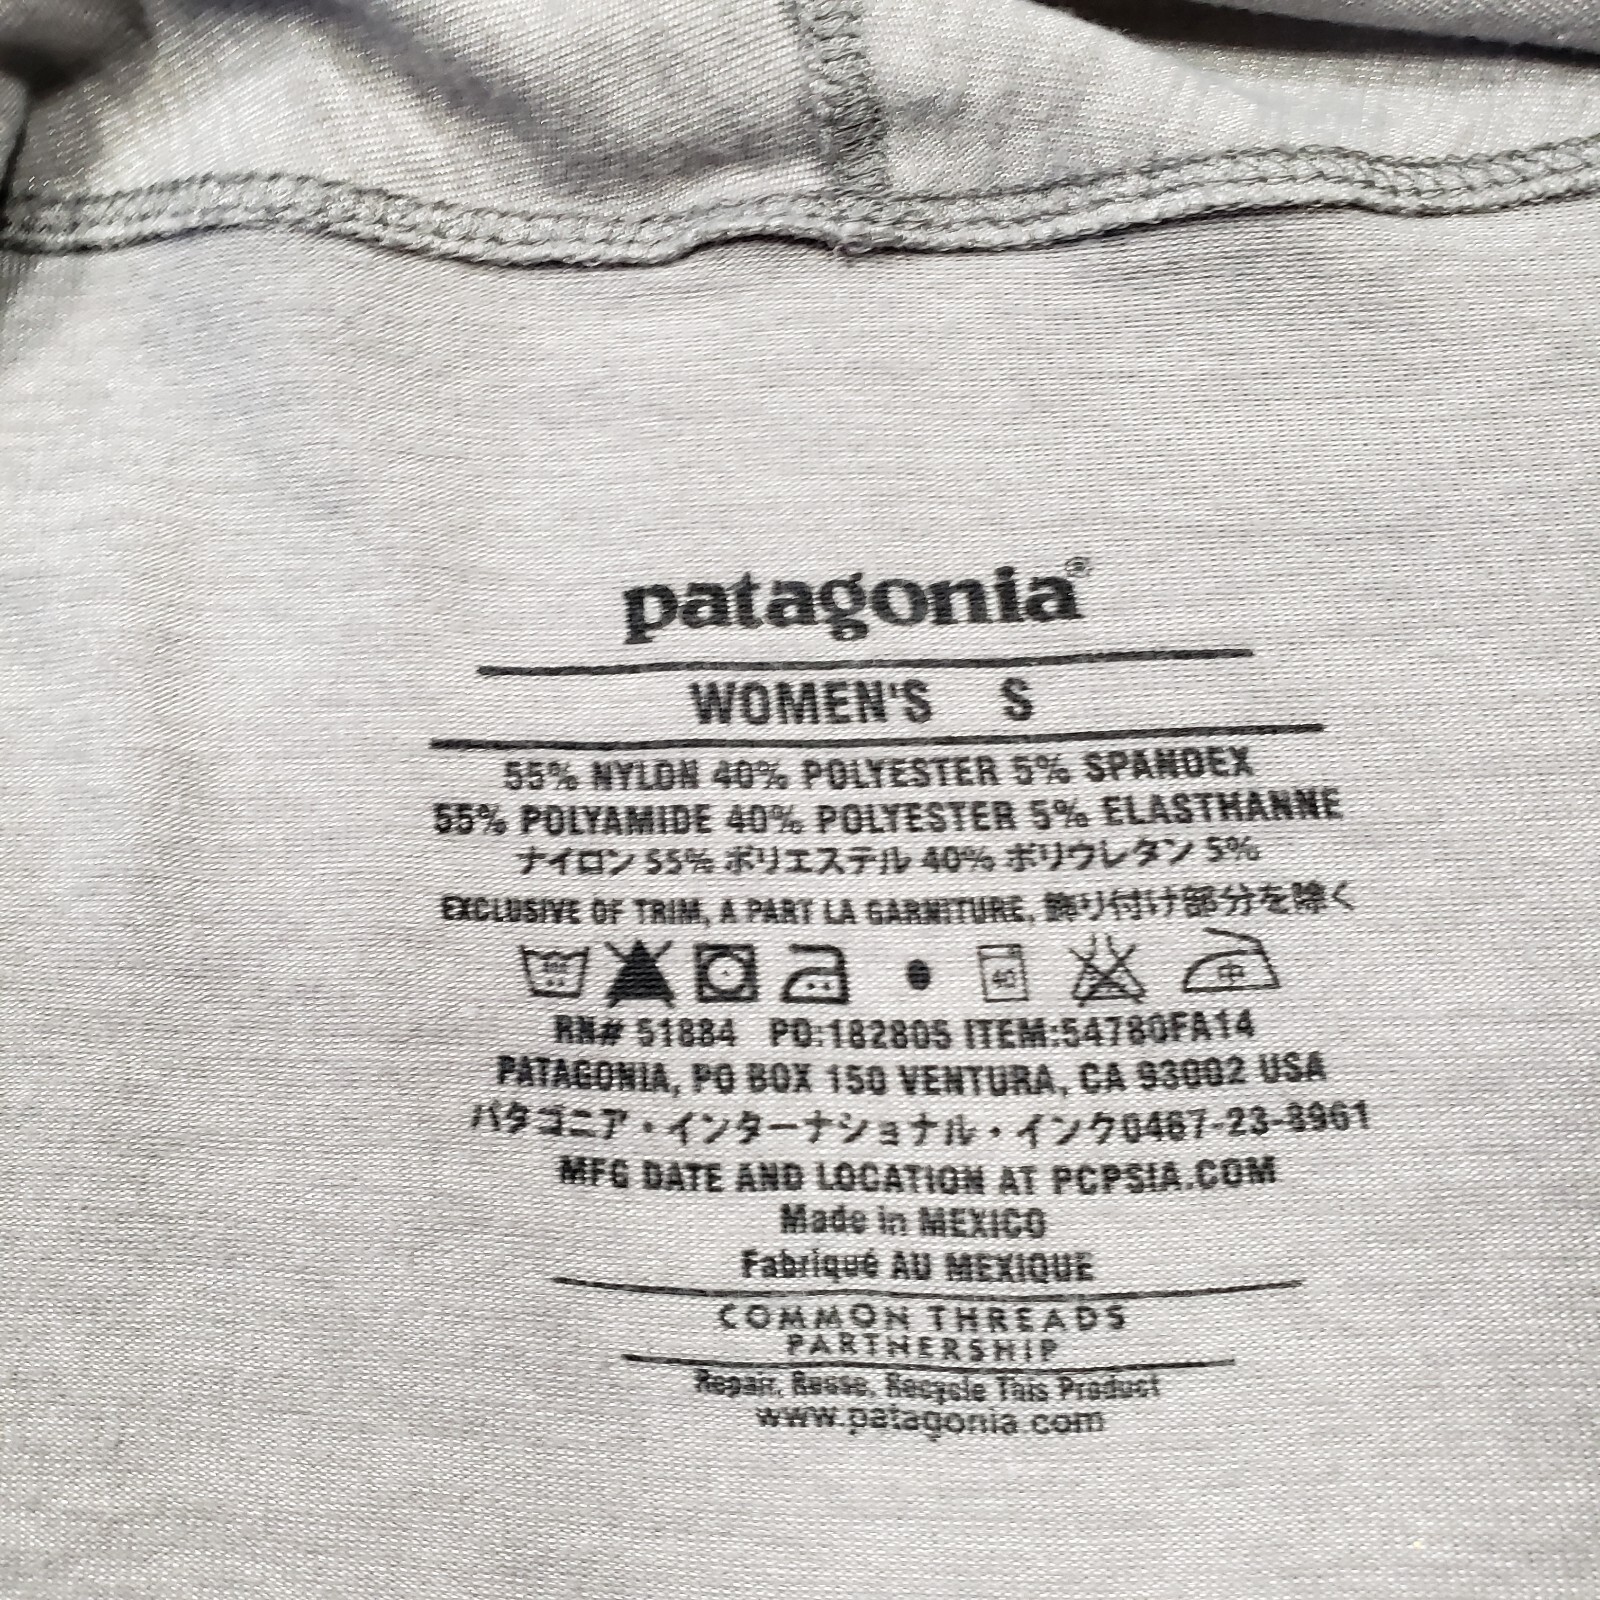 patagonia®
WOMEN'S S
55% NYLON 40% POLYESTER 5% SPANDEX
55% POLYAMIDE 40% POLYESTER 5% ELASTHANNE
ナイロン 55% ポリエステル 40% ポリウレタン 5%
EXCLUSIVE OF TRIM, A PART LA GARNITURE, 飾り付け部分を除く
40 中
RN# 51884 PO:182805 ITEM:54780FA14
PATAGONIA, PO BOX 150 VENTURA, CA 93002 USA
パタゴニア・インターナショナル・インク0467-23-8961
MFG DATE AND LOCATION AT PCPSIA.COM
Made in MEXICO
Fabriqué AU MEXIQUE
COMMON THREADS
PARTNERSHIP
Repair, Reuse, Recycle This Product
www.patagonia.com